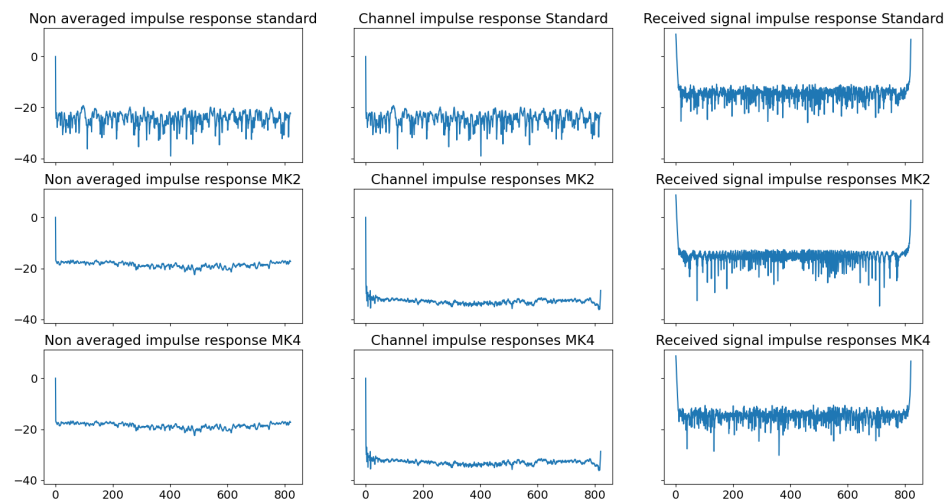 Non averaged impulse response standard
Channel impulse response Standard
Received signal impulse response Standard
0
−20
−40
Non averaged impulse response MK2
Channel impulse responses MK2
Received signal impulse responses MK2
0
−20
−40
Non averaged impulse response MK4
Channel impulse responses MK4
Received signal impulse responses MK4
0
−20
−40
0 200 400 600 800
0 200 400 600 800
0 200 400 600 800